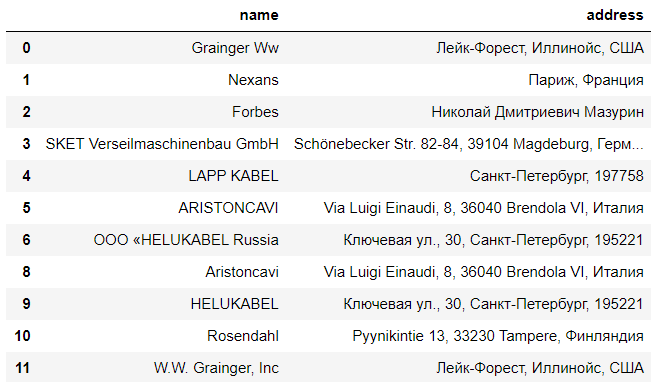 name address
0 Grainger Ww Лейк-Форест, Иллинойс, США
1 Nexans Париж, Франция
2 Forbes Николай Дмитриевич Мазурин
3 SKET Verseilmaschinenbau GmbH Schönebecker Str. 82-84, 39104 Magdeburg, Герм...
4 LAPP KABEL Санкт-Петербург, 197758
5 ARISTONCAVI Via Luigi Einaudi, 8, 36040 Brendola VI, Италия
6 ООО «HELUKABEL Russia Ключевая ул., 30, Санкт-Петербург, 195221
8 Aristoncavi Via Luigi Einaudi, 8, 36040 Brendola VI, Италия
9 HELUKABEL Ключевая ул., 30, Санкт-Петербург, 195221
10 Rosendahl Pyynikintie 13, 33230 Tampere, Финляндия
11 W.W. Grainger, Inc Лейк-Форест, Иллинойс, США